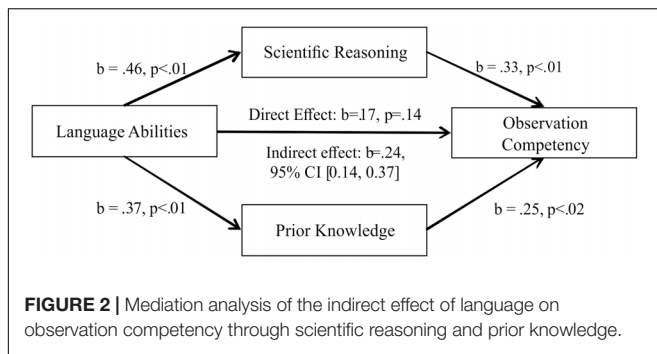 Scientific Reasoning
b = .46, p<.01
b = .33, p<.01
Language Abilities
Direct Effect: b=.17, p=.14
Indirect effect: b=.24,
95% CI [0.14, 0.37]
Observation
Competency
b = .37, p<.01
b = .25, p<.02
Prior Knowledge
FIGURE 2 | Mediation analysis of the indirect effect of language on
observation competency through scientific reasoning and prior knowledge.